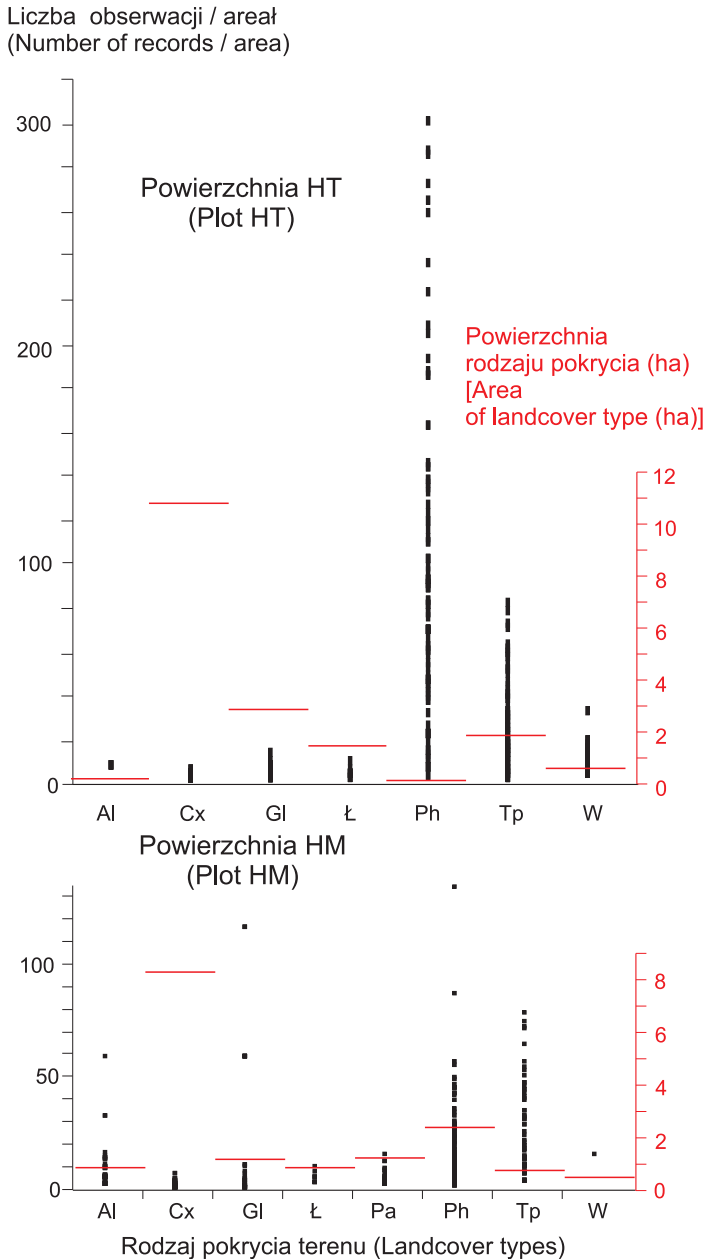 Liczba obserwacji / areał
(Number of records / area)
300
Powierzchnia HT
(Plot HT)
200
Powierzchnia
rodzaju pokrycia (ha)
[Area
of landcover type (ha)]
12
10
100
8
6
4
2
0
0
Al Cx Gl Ł Ph Tp W
Powierzchnia HM
(Plot HM)
100
8
6
50
4
2
0
0
Al Cx Gl Ł Pa Ph Tp W
Rodzaj pokrycia terenu (Landcover types)